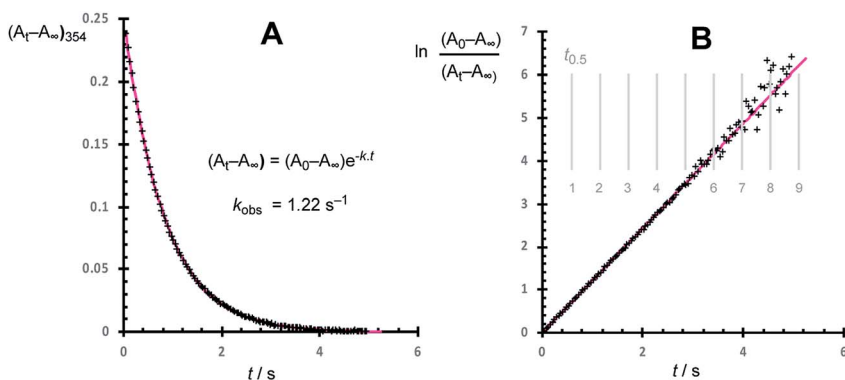 A
(Aₜ–A∞)₃₅₄
0.25
0.2
0.15
0.1
0.05
0
(Aₜ–A∞) = (A₀–A∞)e⁻ᵏ·ᵗ
k_obs = 1.22 s⁻¹
0 2 4 6
t / s
B
ln (A₀–A∞)
(Aₜ–A∞)
7
6
5
4
3
2
1
0
t₀.₅
1 2 3 4 6 7 8 9
0 2 4 6
t / s